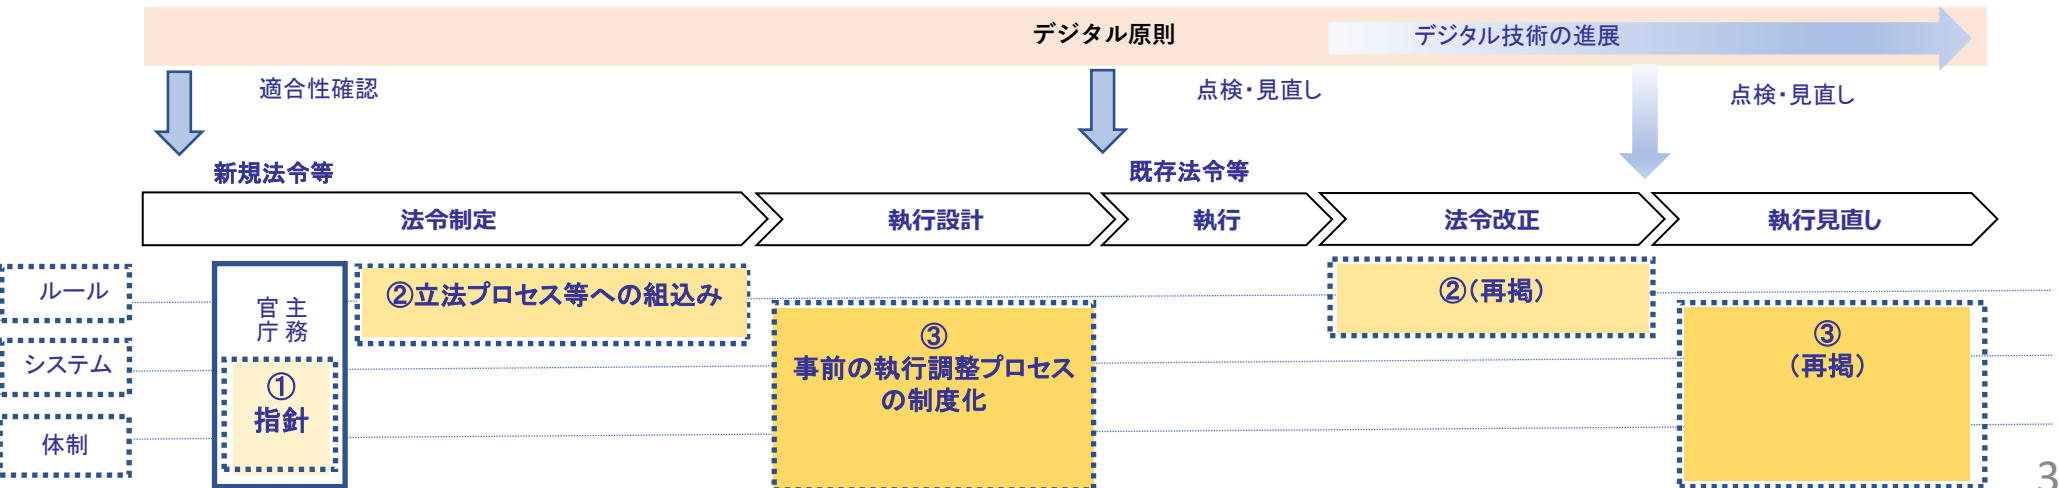 デジタル原則
デジタル技術の進展
適合性確認
点検・見直し
点検・見直し
新規法令等
既存法令等
法令制定
執行設計
執行
法令改正
執行見直し
ルール
システム
体制
主務
官庁
①
指針
②立法プロセス等への組込み
③
事前の執行調整プロセス
の制度化
②(再掲)
③
(再掲)
3